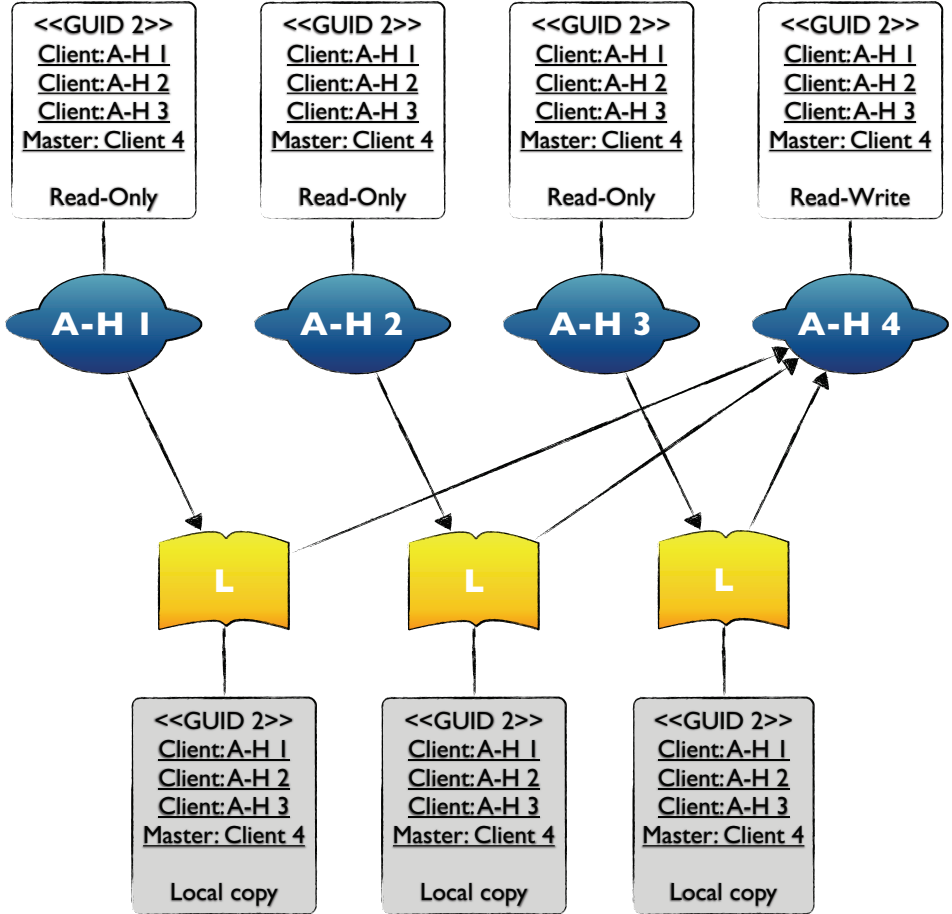 <<GUID 2>>
Client: A-H 1
Client: A-H 2
Client: A-H 3
Master: Client 4
Read-Only
<<GUID 2>>
Client: A-H 1
Client: A-H 2
Client: A-H 3
Master: Client 4
Read-Only
<<GUID 2>>
Client: A-H 1
Client: A-H 2
Client: A-H 3
Master: Client 4
Read-Only
<<GUID 2>>
Client: A-H 1
Client: A-H 2
Client: A-H 3
Master: Client 4
Read-Write
A-H 1
A-H 2
A-H 3
A-H 4
L
L
L
<<GUID 2>>
Client: A-H 1
Client: A-H 2
Client: A-H 3
Master: Client 4
Local copy
<<GUID 2>>
Client: A-H 1
Client: A-H 2
Client: A-H 3
Master: Client 4
Local copy
<<GUID 2>>
Client: A-H 1
Client: A-H 2
Client: A-H 3
Master: Client 4
Local copy